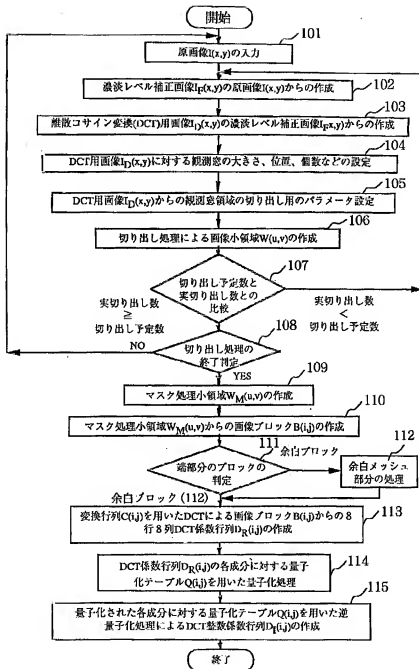 開始
101
原画像I(x,y)の入力
102
濃淡レベル補正画像I_F(x,y)の原画像I(x,y)からの作成
103
離散コサイン変換(DCT)用画像I_D(x,y)の濃淡レベル補正画像I_Fx,y)からの作成
104
DCT用画像I_D(x,y)に対する観測窓の大きさ、位置、個数などの設定
105
DCT用画像I_D(x,y)からの観測窓領域の切り出し用のパラメータ設定
106
切り出し処理による画像小領域W(u,v)の作成
107
切り出し予定数と
実切り出し数との
比較
実切り出し数
≧
切り出し予定数
実切り出し数
<
切り出し予定数
108
NO
切り出し処理の
終了判定
YES
109
マスク処理小領域W_M(u,v)の作成
110
マスク処理小領域W_M(u,v)からの画像ブロックB(i,j)の作成
111
端部分のブロックの
判定
余白ブロック
112
余白メッシュ
部分の処理
余白ブロック(112)
113
変換行列C(i,j)を用いたDCTによる画像ブロックB(i,j)からの8
行8列DCT係数行列D_R(i,j)の作成
114
DCT係数行列D_R(i,j)の各成分に対する量子
化テーブルQ(i,j)を用いた量子化処理
115
量子化された各成分に対する量子化テーブルQ(i,j)を用いた逆
量子化処理によるDCT整数係数行列D_I(i,j)の作成
終了